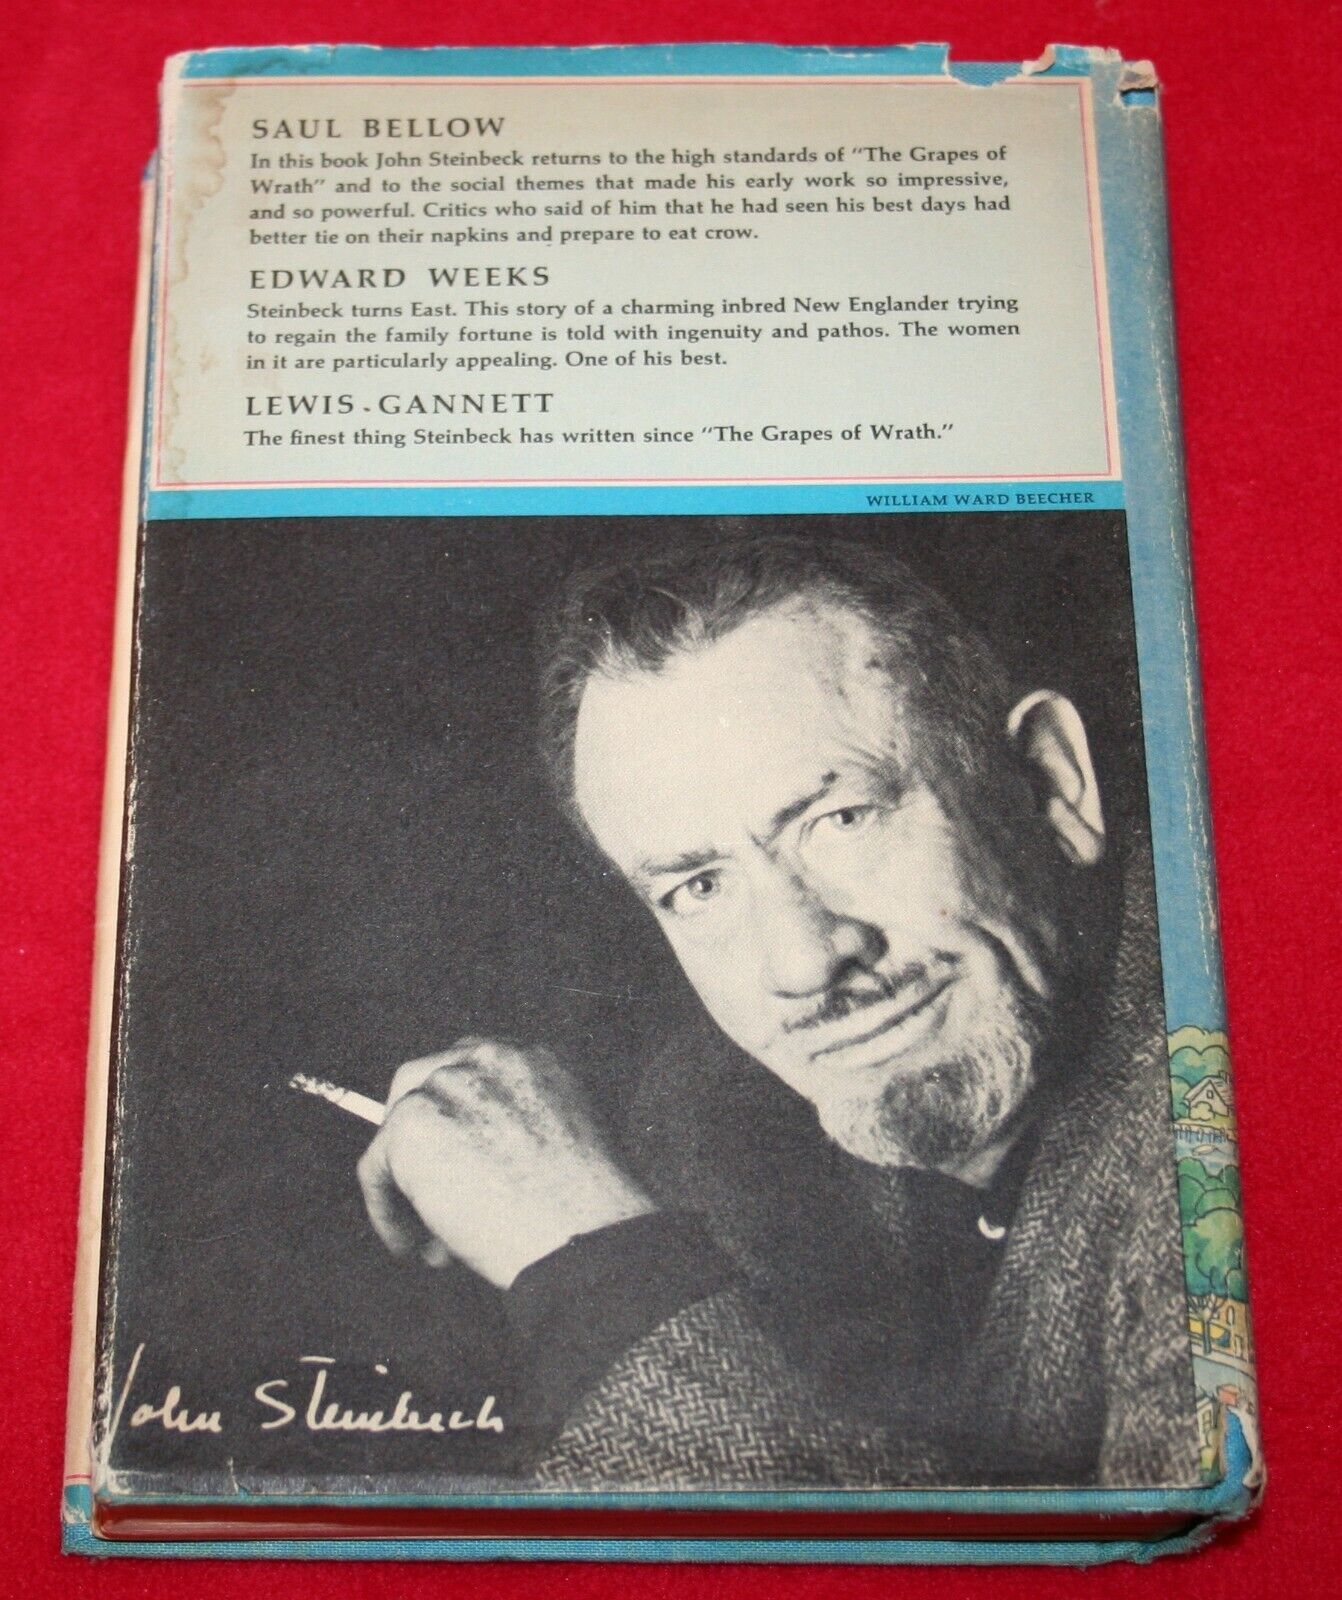 SAUL BELLOW
In this book John Steinbeck returns to the high standards of "The Grapes of
Wrath" and to the social themes that made his early work so impressive,
and so powerful. Critics who said of him that he had seen his best days had
better tie on their napkins and prepare to eat crow.
EDWARD WEEKS
Steinbeck turns East. This story of a charming inbred New Englander trying
to regain the family fortune is told with ingenuity and pathos. The women
in it are particularly appealing. One of his best.
LEWIS GANNETT
The finest thing Steinbeck has written since "The Grapes of Wrath."
WILLIAM WARD BEECHER
John Steinbeck